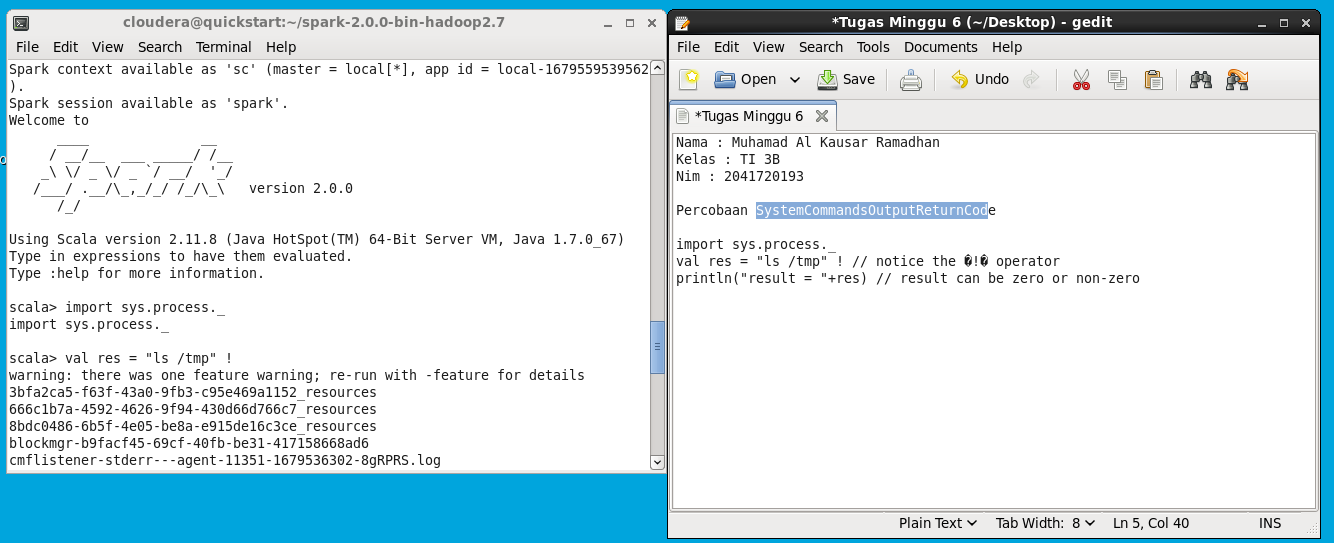 cloudera@quickstart:~/spark-2.0.0-bin-hadoop2.7
File Edit View Search Terminal Help
Spark context available as 'sc' (master = local[*], app id = local-1679559539562
).
Spark session available as 'spark'.
Welcome to
      ____              __
     / __/__  ___ _____/ /__
    _\ \/ _ \/ _ `/ __/  '_/
   /___/ .__/\_,_/_/ /_/\_\   version 2.0.0
      /_/
Using Scala version 2.11.8 (Java HotSpot(TM) 64-Bit Server VM, Java 1.7.0_67)
Type in expressions to have them evaluated.
Type :help for more information.
scala> import sys.process._
import sys.process._
scala> val res = "ls /tmp" !
warning: there was one feature warning; re-run with -feature for details
3bfa2ca5-f63f-43a0-9fb3-c95e469a1152_resources
666c1b7a-4592-4626-9f94-430d66d766c7_resources
8bdc0486-6b5f-4e05-be8a-e915de16c3ce_resources
blockmgr-b9facf45-69cf-40fb-be31-417158668ad6
cmflistener-stderr---agent-11351-1679536302-8gRPRS.log
*Tugas Minggu 6 (~/Desktop) - gedit
File Edit View Search Tools Documents Help
Open Save Undo
*Tugas Minggu 6
Nama : Muhamad Al Kausar Ramadhan
Kelas : TI 3B
Nim : 2041720193
Percobaan SystemCommandsOutputReturnCode
import sys.process._
val res = "ls /tmp" ! // notice the �!� operator
println("result = "+res) // result can be zero or non-zero
Plain Text Tab Width: 8 Ln 5, Col 40 INS